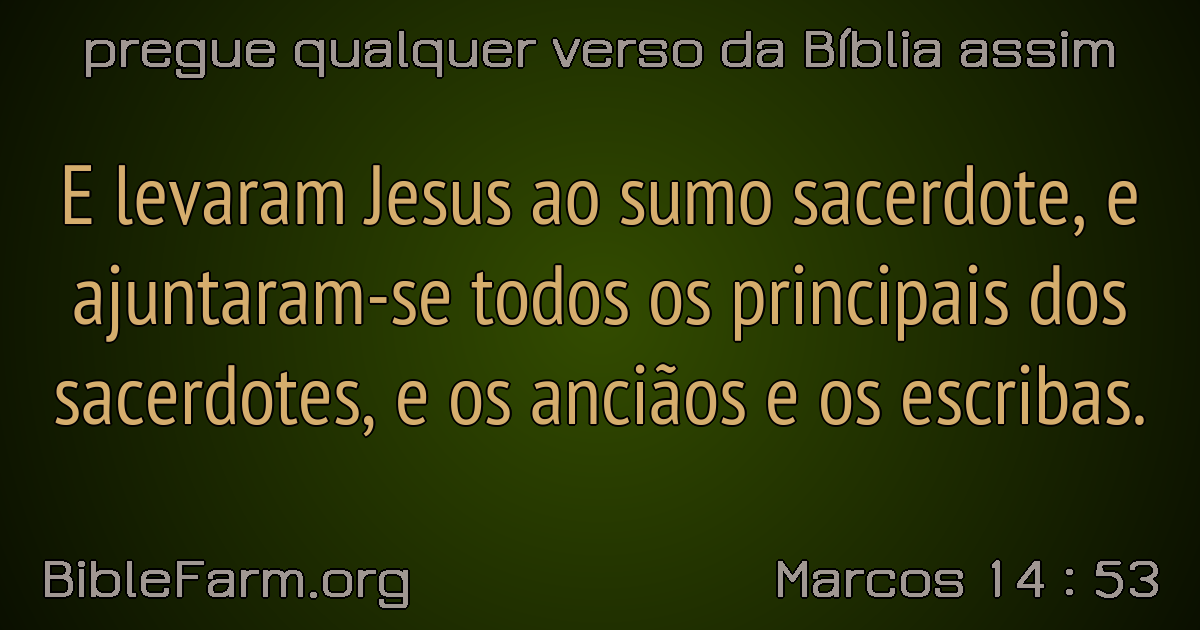 pregue qualquer verso da Bíblia assim
E levaram Jesus ao sumo sacerdote, e
ajuntaram-se todos os principais dos
sacerdotes, e os anciãos e os escribas.
BibleFarm.org
Marcos 14 : 53